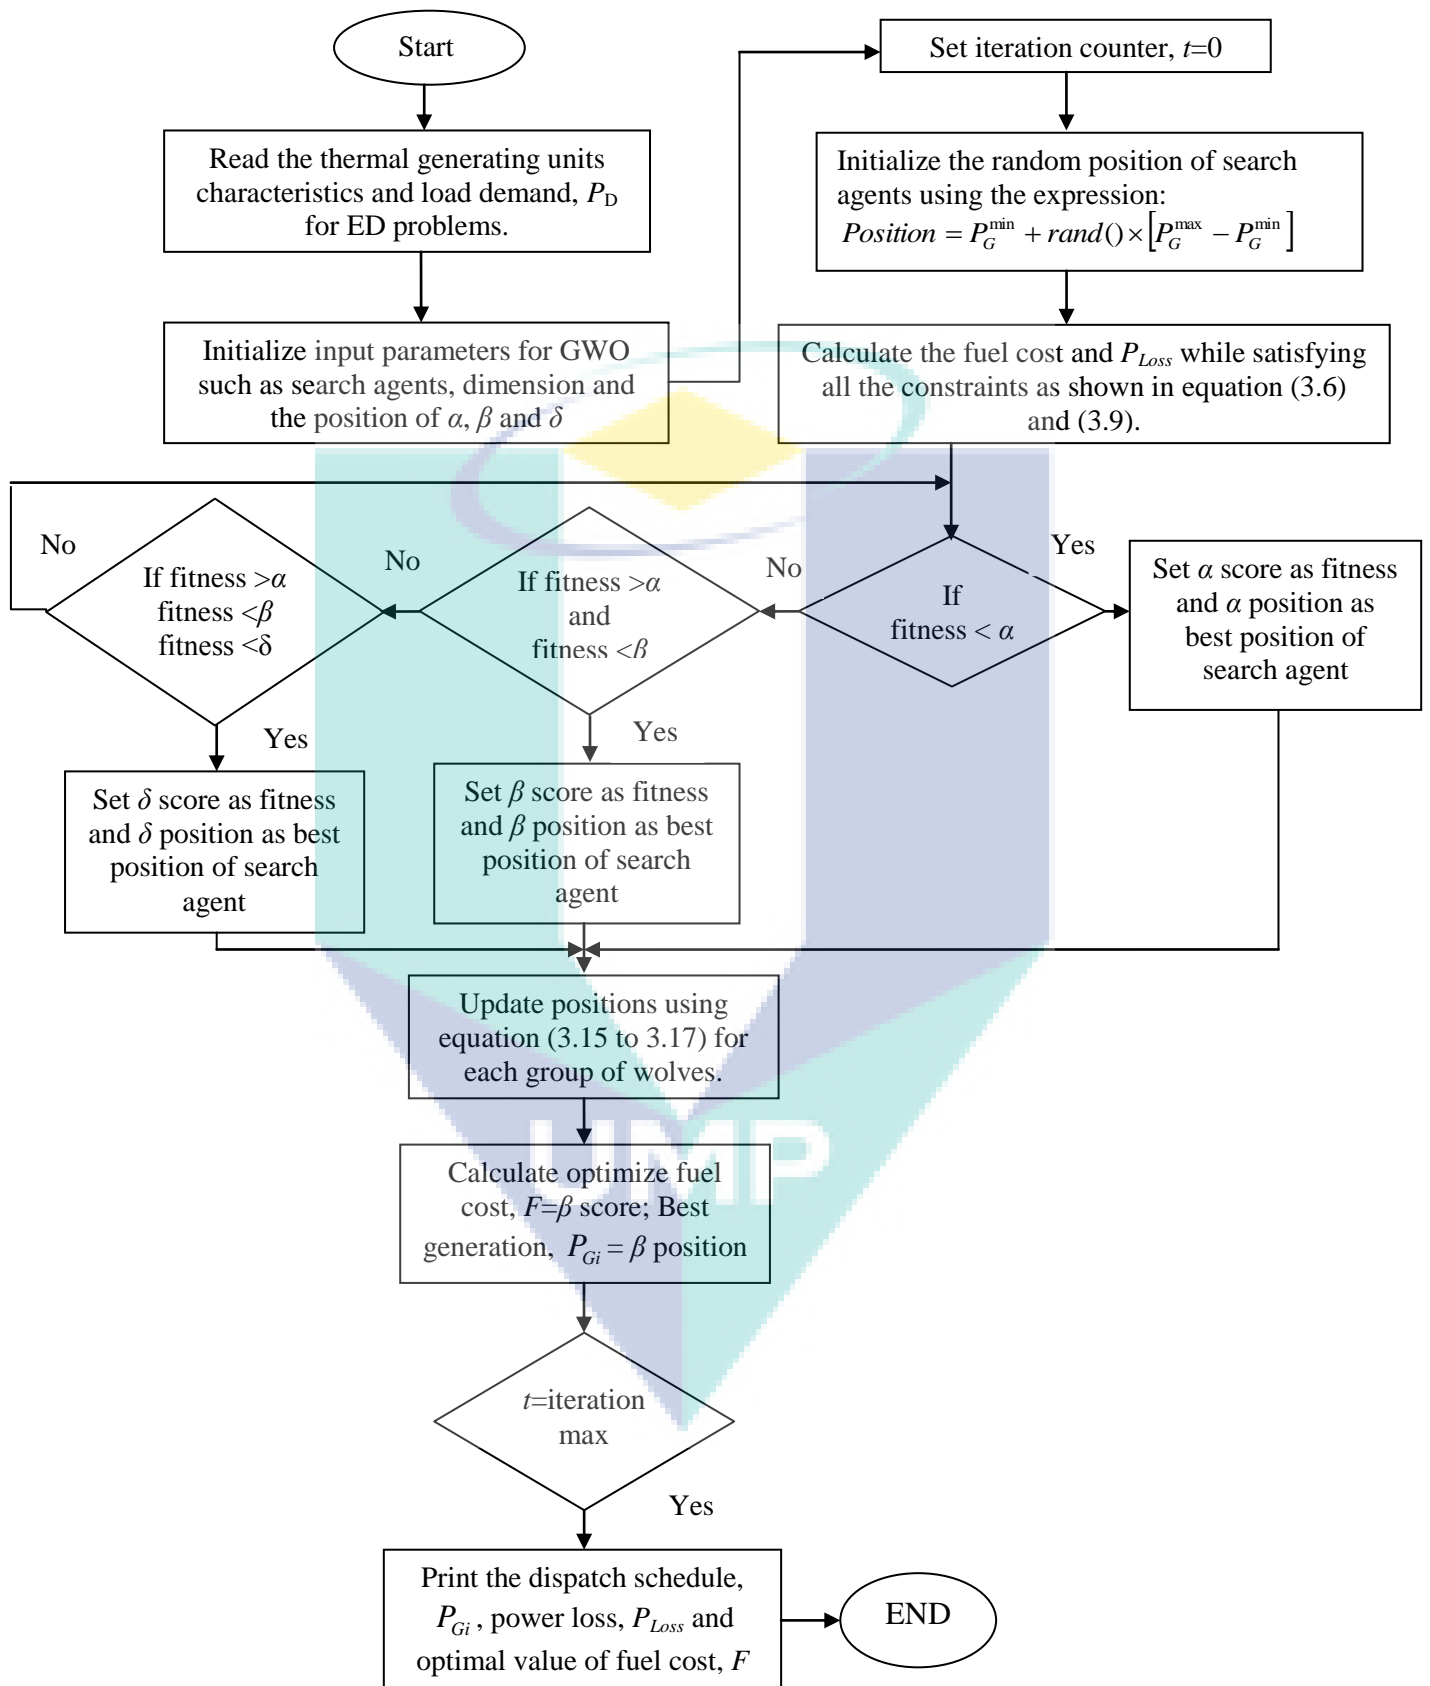 Start
Read the thermal generating units
characteristics and load demand, P_D
for ED problems.
Initialize input parameters for GWO
such as search agents, dimension and
the position of α, β and δ
Set iteration counter, t=0
Initialize the random position of search
agents using the expression:
Position = P_G^min + rand() × [P_G^max − P_G^min]
Calculate the fuel cost and P_Loss while satisfying
all the constraints as shown in equation (3.6)
and (3.9).
If
fitness < α
Yes
Set α score as fitness
and α position as
best position of
search agent
No
If fitness >α
and
fitness <β
Yes
Set β score as fitness
and β position as best
position of search
agent
No
If fitness >α
fitness <β
fitness <δ
No
Yes
Set δ score as fitness
and δ position as best
position of search
agent
Update positions using
equation (3.15 to 3.17) for
each group of wolves.
UMP
Calculate optimize fuel
cost, F=β score; Best
generation, P_Gi = β position
t=iteration
max
Yes
Print the dispatch schedule,
P_Gi , power loss, P_Loss and
optimal value of fuel cost, F
END